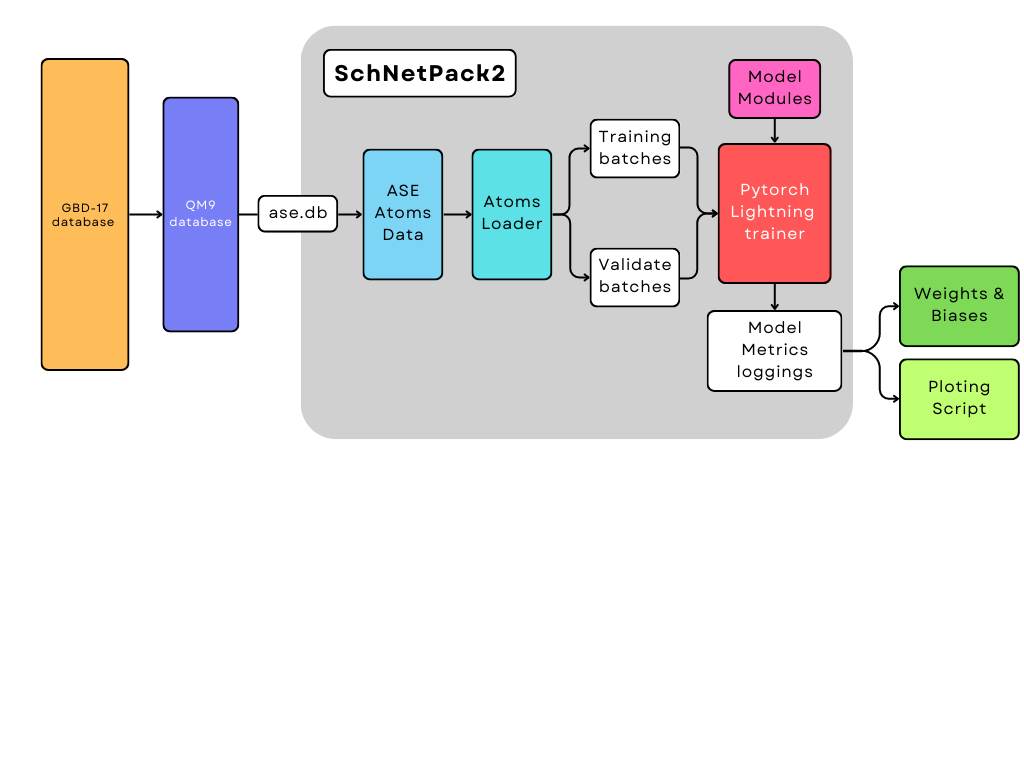 SchNetPack2
GBD-17
database
QM9
database
ase.db
ASE
Atoms
Data
Atoms
Loader
Training
batches
Validate
batches
Model
Modules
Pytorch
Lightning
trainer
Model
Metrics
loggings
Weights &
Biases
Ploting
Script